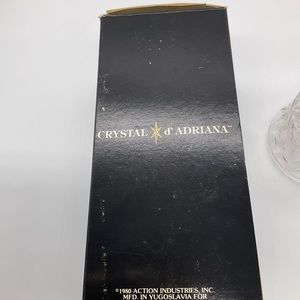 CRYSTAL d' ADRIANA™
©1980 ACTION INDUSTRIES, INC.
MFD. IN YUGOSLAVIA FOR